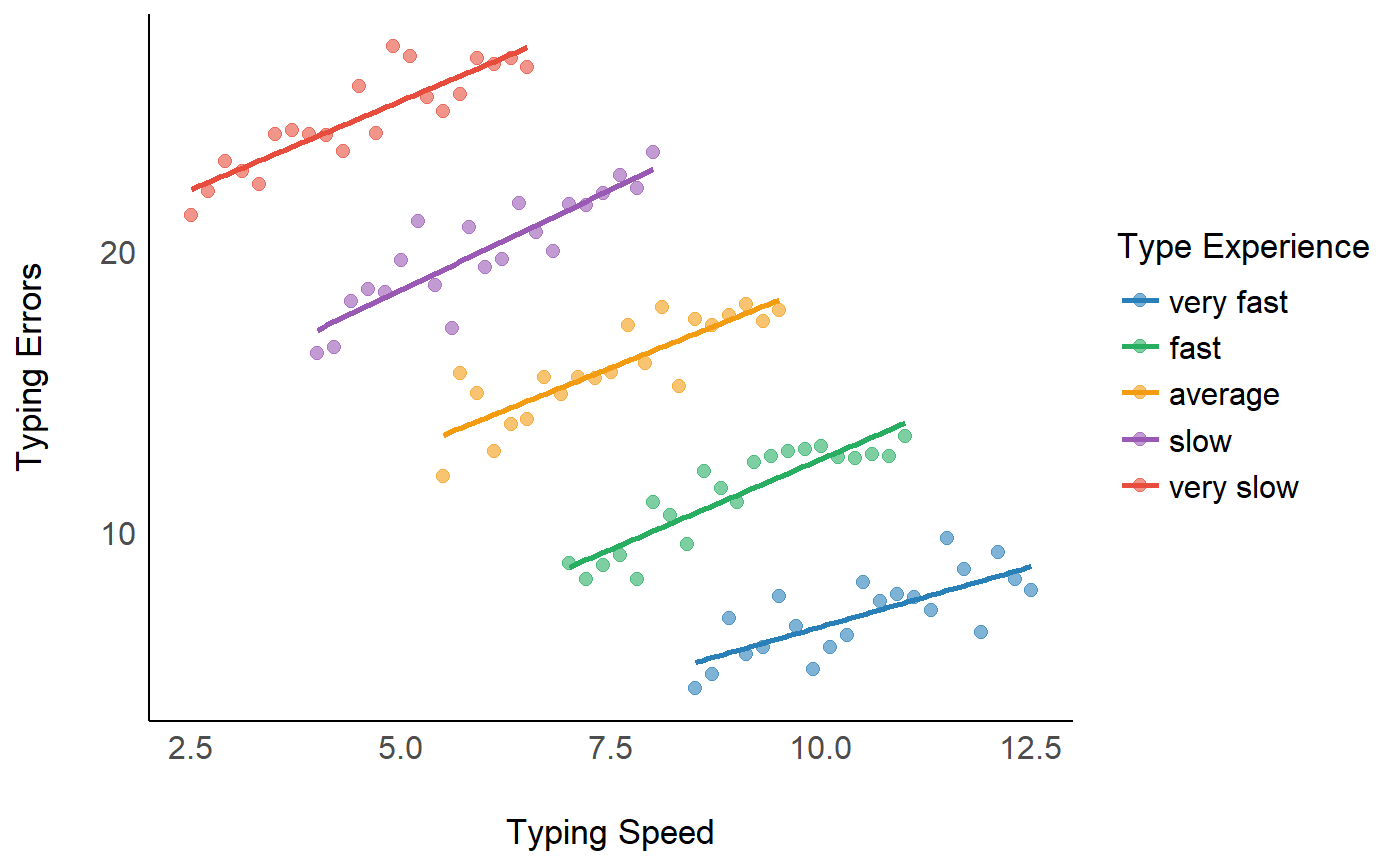 20
10
Typing Errors
2.5 5.0 7.5 10.0 12.5
Typing Speed
Type Experience
very fast
fast
average
slow
very slow